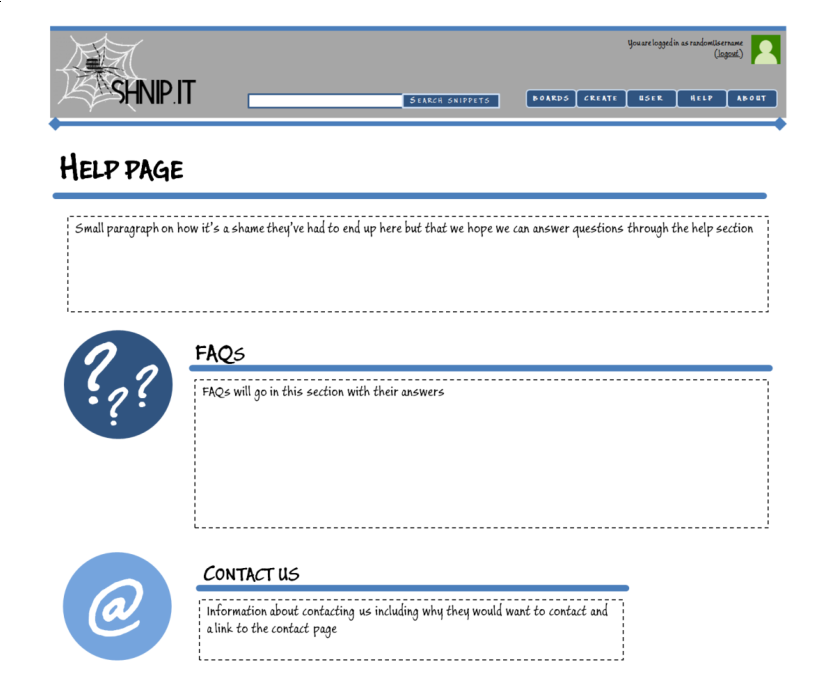 You are logged in as randomUsername
(logout)
SHNIP.IT
SEARCH SNIPPETS
BOARDS CREATE USER HELP ABOUT
HELP PAGE
Small paragraph on how it's a shame they've had to end up here but that we hope we can answer questions through the help section
???
FAQs
FAQs will go in this section with their answers
@
CONTACT US
Information about contacting us including why they would want to contact and
a link to the contact page